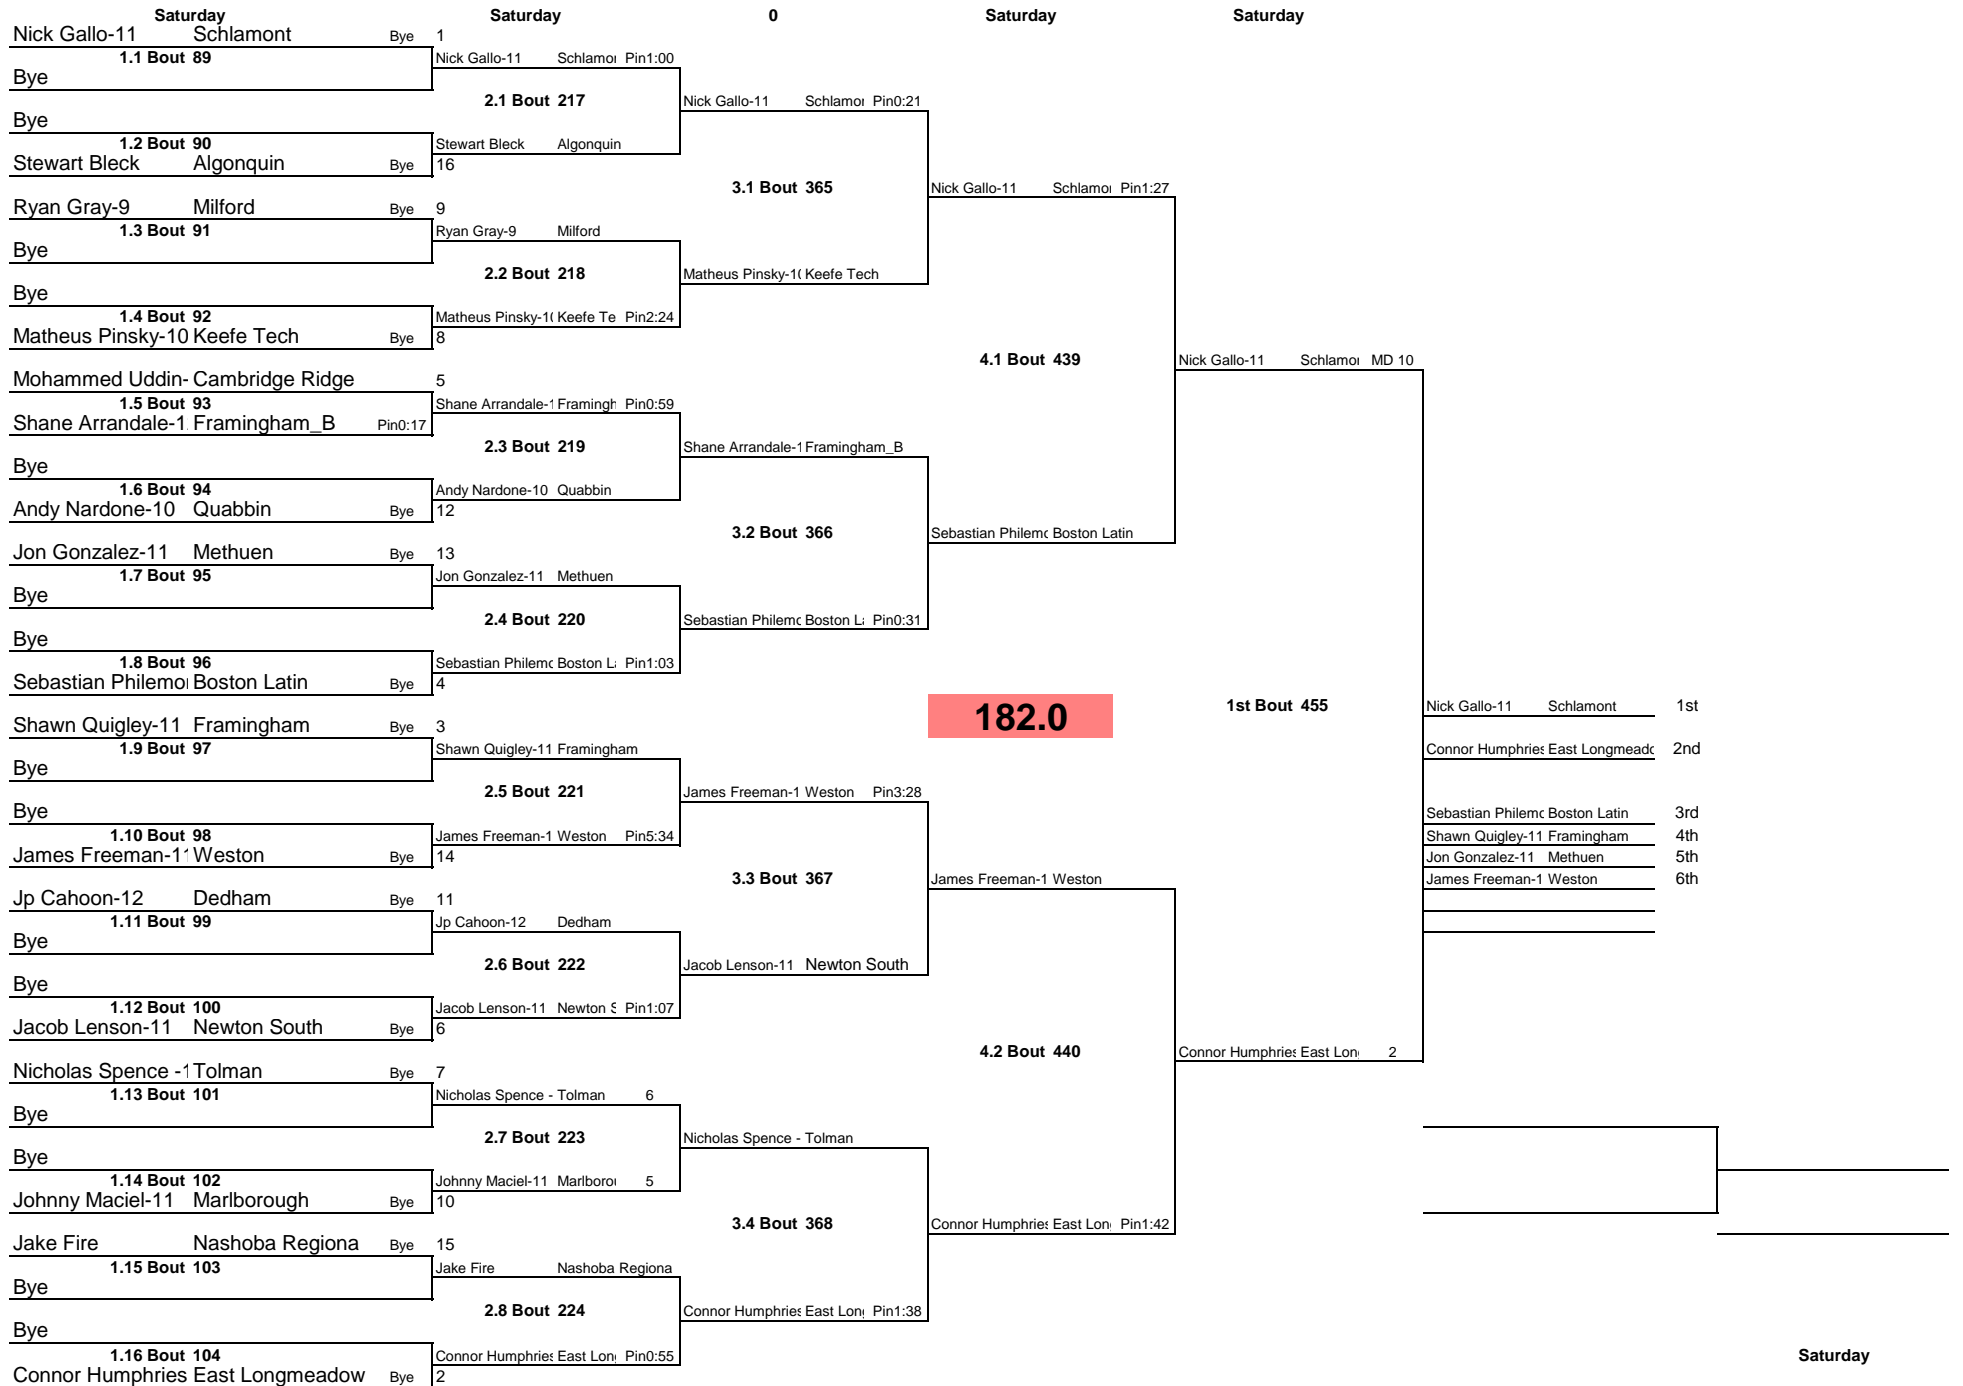 Saturday Saturday 0 Saturday Saturday
Nick Gallo-11 Schlamont Bye 1
1.1 Bout 89 Nick Gallo-11 Schlamor Pin1:00
Bye
2.1 Bout 217 Nick Gallo-11 Schlamor Pin0:21
Bye
1.2 Bout 90 Stewart Bleck Algonquin
Stewart Bleck Algonquin Bye 16
3.1 Bout 365 Nick Gallo-11 Schlamor Pin1:27
Ryan Gray-9 Milford Bye 9
1.3 Bout 91 Ryan Gray-9 Milford
Bye
2.2 Bout 218 Matheus Pinsky-10 Keefe Tech
Bye
1.4 Bout 92 Matheus Pinsky-10 Keefe Te Pin2:24
Matheus Pinsky-10 Keefe Tech Bye 8
4.1 Bout 439 Nick Gallo-11 Schlamor MD 10
Mohammed Uddin- Cambridge Ridge 5
1.5 Bout 93 Shane Arrandale-1 Framingh Pin0:59
Shane Arrandale-1 Framingham_B Pin0:17
2.3 Bout 219 Shane Arrandale-1 Framingham_B
Bye
1.6 Bout 94 Andy Nardone-10 Quabbin
Andy Nardone-10 Quabbin Bye 12
3.2 Bout 366 Sebastian Philemo Boston Latin
Jon Gonzalez-11 Methuen Bye 13
1.7 Bout 95 Jon Gonzalez-11 Methuen
Bye
2.4 Bout 220 Sebastian Philemo Boston La Pin0:31
Bye
1.8 Bout 96 Sebastian Philemo Boston La Pin1:03
Sebastian Philemo Boston Latin Bye 4
182.0 1st Bout 455 Nick Gallo-11 Schlamont 1st
Shawn Quigley-11 Framingham Bye 3
1.9 Bout 97 Shawn Quigley-11 Framingham Connor Humphries East Longmeado 2nd
Bye
2.5 Bout 221 James Freeman-1 Weston Pin3:28
Bye Sebastian Philemo Boston Latin 3rd
1.10 Bout 98 James Freeman-1 Weston Pin5:34 Shawn Quigley-11 Framingham 4th
James Freeman-11 Weston Bye 14 Jon Gonzalez-11 Methuen 5th
3.3 Bout 367 James Freeman-1 Weston James Freeman-1 Weston 6th
Jp Cahoon-12 Dedham Bye 11
1.11 Bout 99 Jp Cahoon-12 Dedham
Bye
2.6 Bout 222 Jacob Lenson-11 Newton South
Bye
1.12 Bout 100 Jacob Lenson-11 Newton S Pin1:07
Jacob Lenson-11 Newton South Bye 6
4.2 Bout 440 Connor Humphries East Long 2
Nicholas Spence -1 Tolman Bye 7
1.13 Bout 101 Nicholas Spence - Tolman 6
Bye
2.7 Bout 223 Nicholas Spence - Tolman
Bye
1.14 Bout 102 Johnny Maciel-11 Marlborou 5
Johnny Maciel-11 Marlborough Bye 10
3.4 Bout 368 Connor Humphries East Long Pin1:42
Jake Fire Nashoba Regiona Bye 15
1.15 Bout 103 Jake Fire Nashoba Regiona
Bye
2.8 Bout 224 Connor Humphries East Long Pin1:38
Bye
1.16 Bout 104 Connor Humphries East Long Pin0:55 Saturday
Connor Humphries East Longmeadow Bye 2